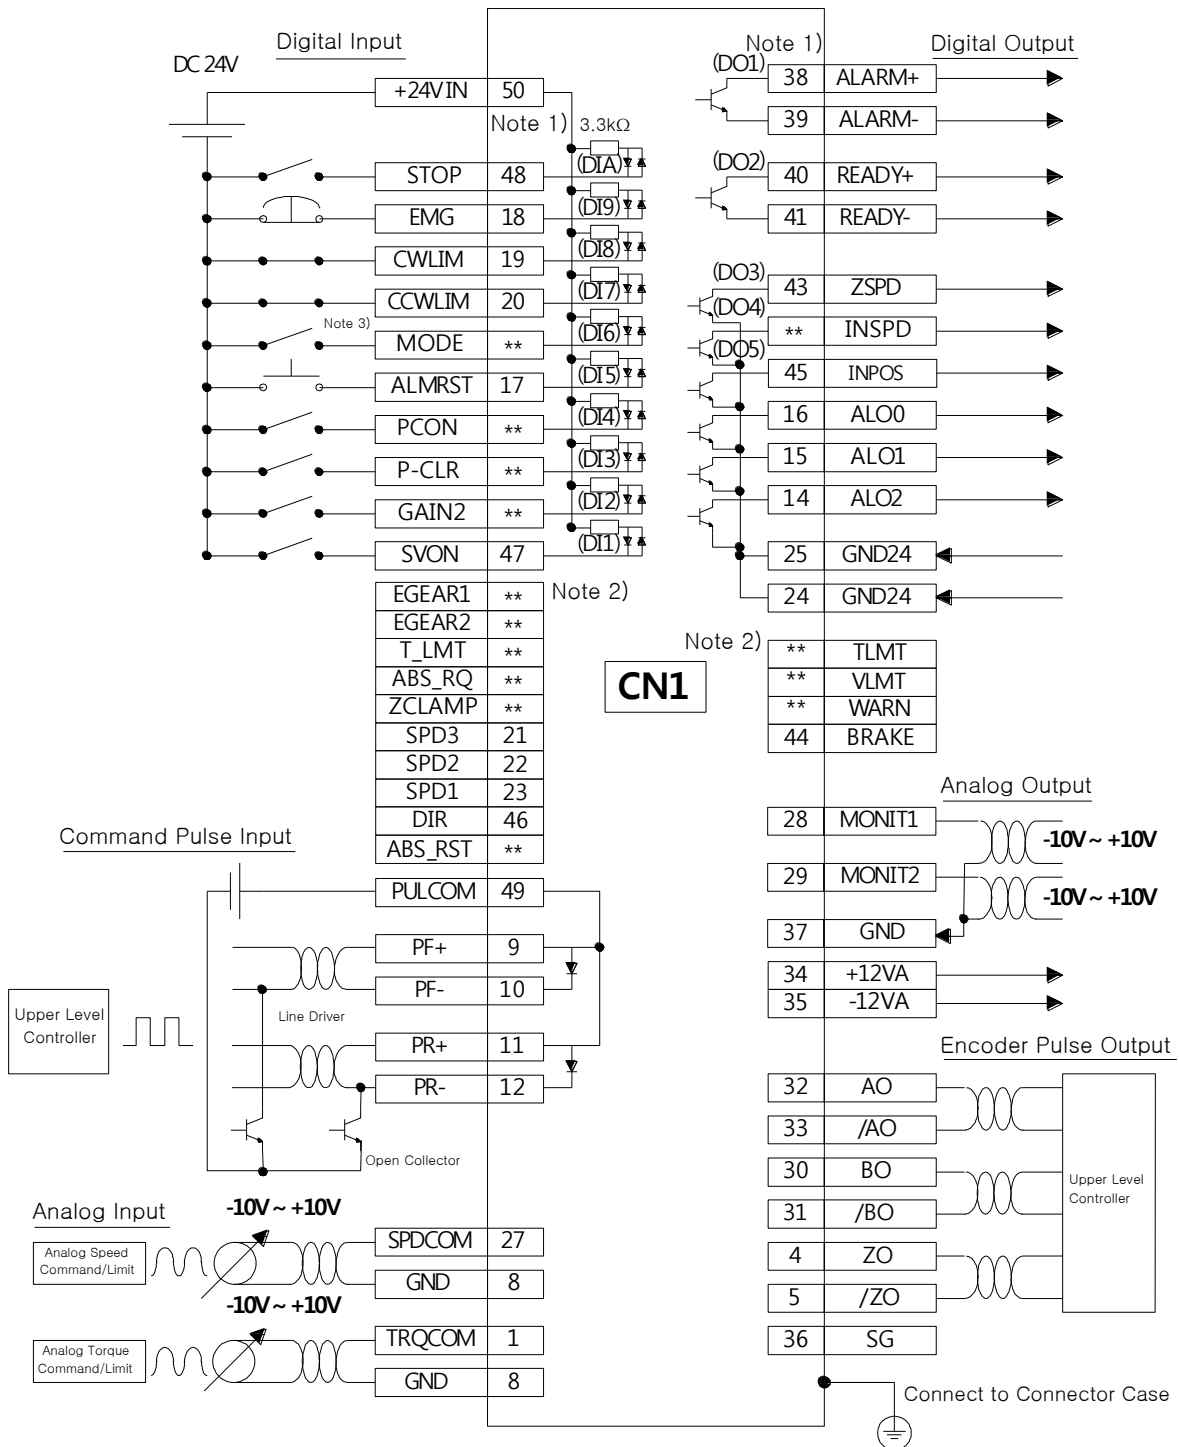 Digital Input
DC 24V
+24V IN 50
Note 1) 3.3kΩ
STOP 48 (DIA)
EMG 18 (DI9)
CWLIM 19 (DI8)
CCWLIM 20 (DI7)
Note 3)
MODE ** (DI6)
ALMRST 17 (DI5)
PCON ** (DI4)
P-CLR ** (DI3)
GAIN2 ** (DI2)
SVON 47 (DI1)
EGEAR1 ** Note 2)
EGEAR2 **
T_LMT **
ABS_RQ **
ZCLAMP **
SPD3 21
SPD2 22
SPD1 23
DIR 46
ABS_RST **
Command Pulse Input
PULCOM 49
PF+ 9
PF- 10
Upper Level
Controller
Line Driver
PR+ 11
PR- 12
Open Collector
Analog Input
-10V ~ +10V
Analog Speed
Command/Limit
SPDCOM 27
GND 8
-10V ~ +10V
Analog Torque
Command/Limit
TRQCOM 1
GND 8
CN1
Note 1)
Digital Output
(DO1) 38 ALARM+
39 ALARM-
(DO2) 40 READY+
41 READY-
(DO3) 43 ZSPD
(DO4) ** INSPD
(DO5) 45 INPOS
16 ALO0
15 ALO1
14 ALO2
25 GND24
24 GND24
Note 2)
** TLMT
** VLMT
** WARN
44 BRAKE
Analog Output
28 MONIT1
-10V ~ +10V
29 MONIT2
-10V ~ +10V
37 GND
34 +12VA
35 -12VA
Encoder Pulse Output
32 AO
33 /AO
30 BO
31 /BO
4 ZO
5 /ZO
Upper Level
Controller
36 SG
Connect to Connector Case